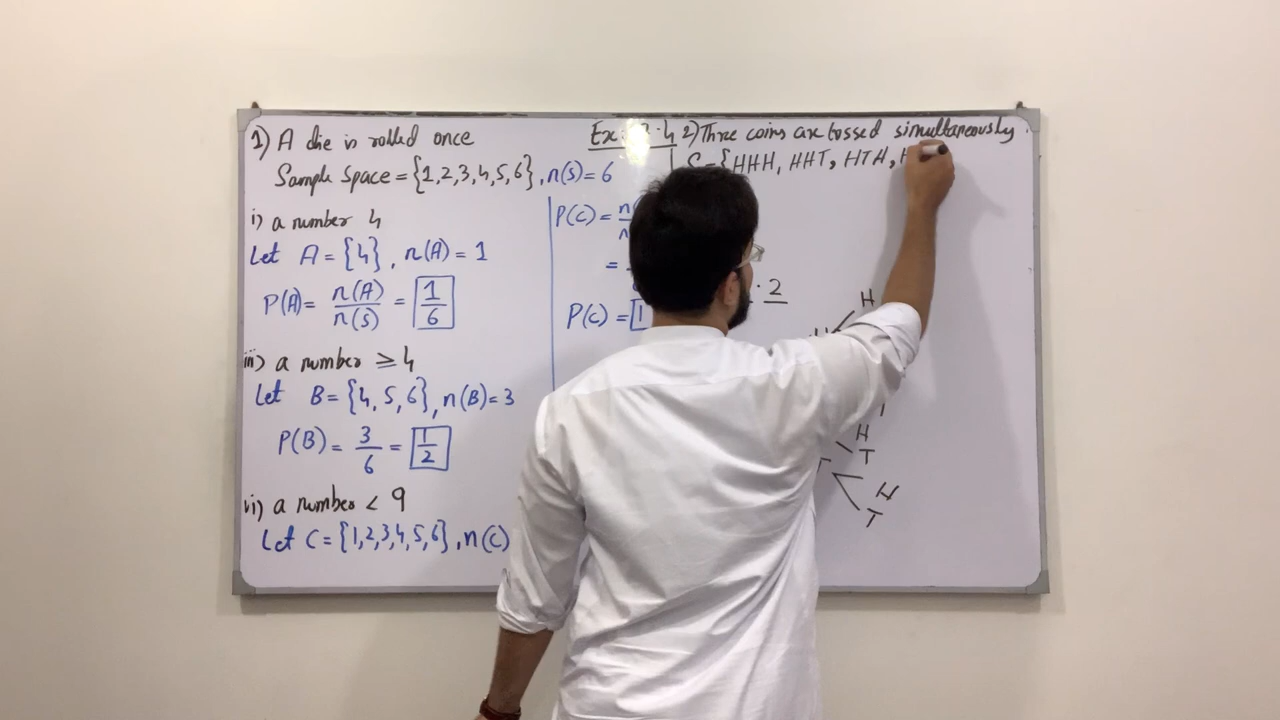 1) A die is rolled once
Sample Space = {1,2,3,4,5,6}, n(S) = 6
i) a number 4
Let A = {4}, n(A) = 1
P(A) = n(A)/n(S) = 1/6
iii) a number ≥ 4
Let B = {4, 5, 6}, n(B) = 3
P(B) = 3/6 = 1/2
vi) a number < 9
Let C = {1,2,3,4,5,6}, n(C)
Ex:
4
P(C) = n
n
=
P(C) =
2) Three coins are tossed simultaneously.
S = {HHH, HHT, HTH, H
2
H
H
T
H
T